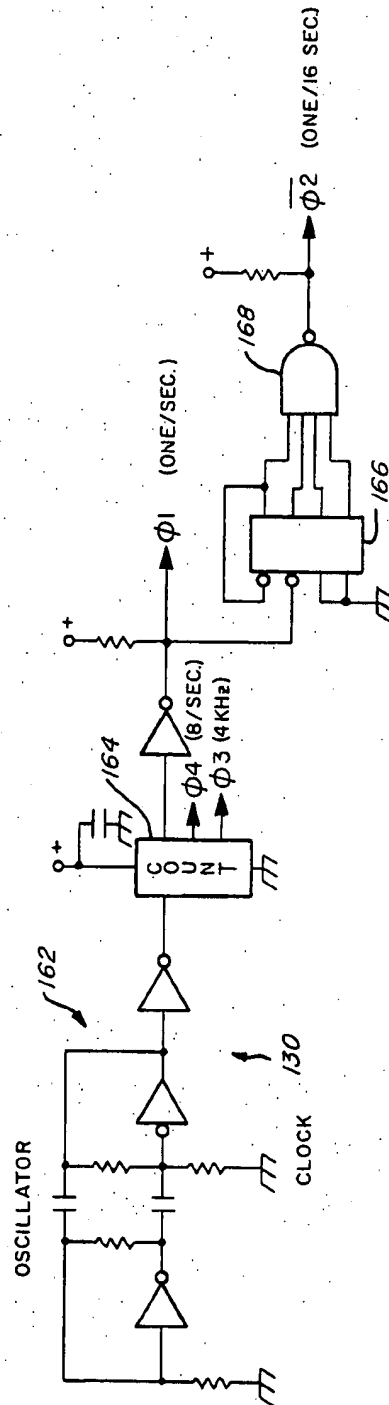 OSCILLATOR
162
CLOCK
130
+
COUNT
164
Φ4 (8/SEC.)
Φ3 (4KHz)
+
Φ1 (ONE/SEC.)
166
168
+
Φ2 (ONE/16 SEC.)